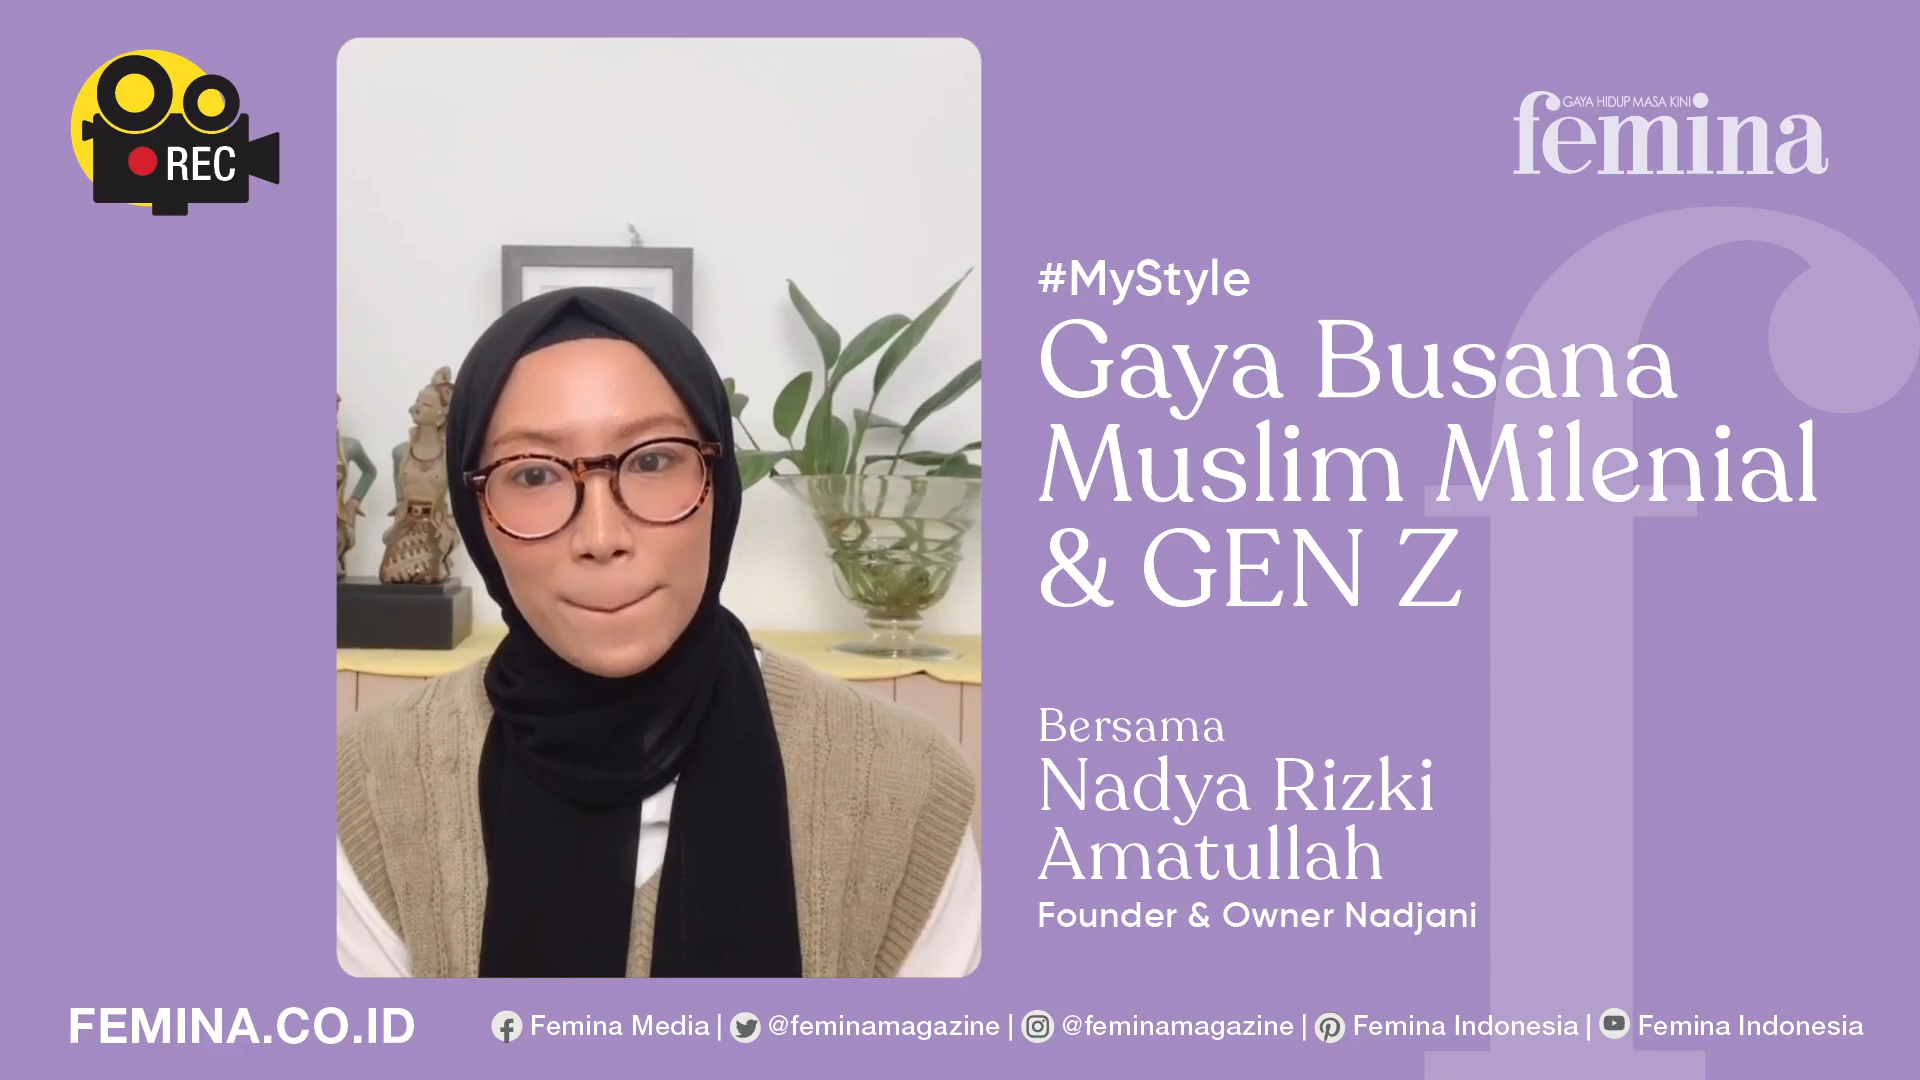 REC
GAYA HIDUP MASA KINI
femina
#MyStyle
Gaya Busana
Muslim Milenial
& GEN Z
Bersama
Nadya Rizki
Amatullah
Founder & Owner Nadjani
FEMINA.CO.ID
Femina Media | @feminamagazine | @feminamagazine | Femina Indonesia | Femina Indonesia